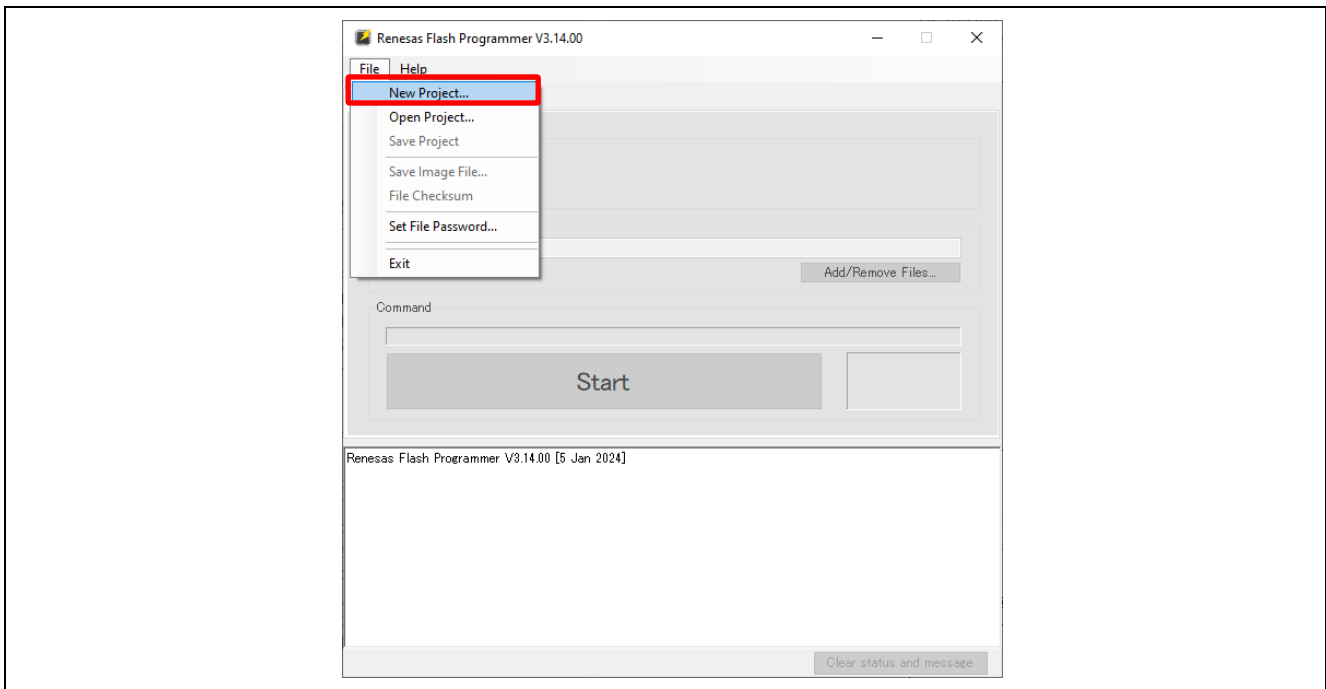 Renesas Flash Programmer V3.14.00
File Help
New Project...
Open Project...
Save Project
Save Image File...
File Checksum
Set File Password...
Exit
Add/Remove Files...
Command
Start
Renesas Flash Programmer V3.14.00 [5 Jan 2024]
Clear status and message